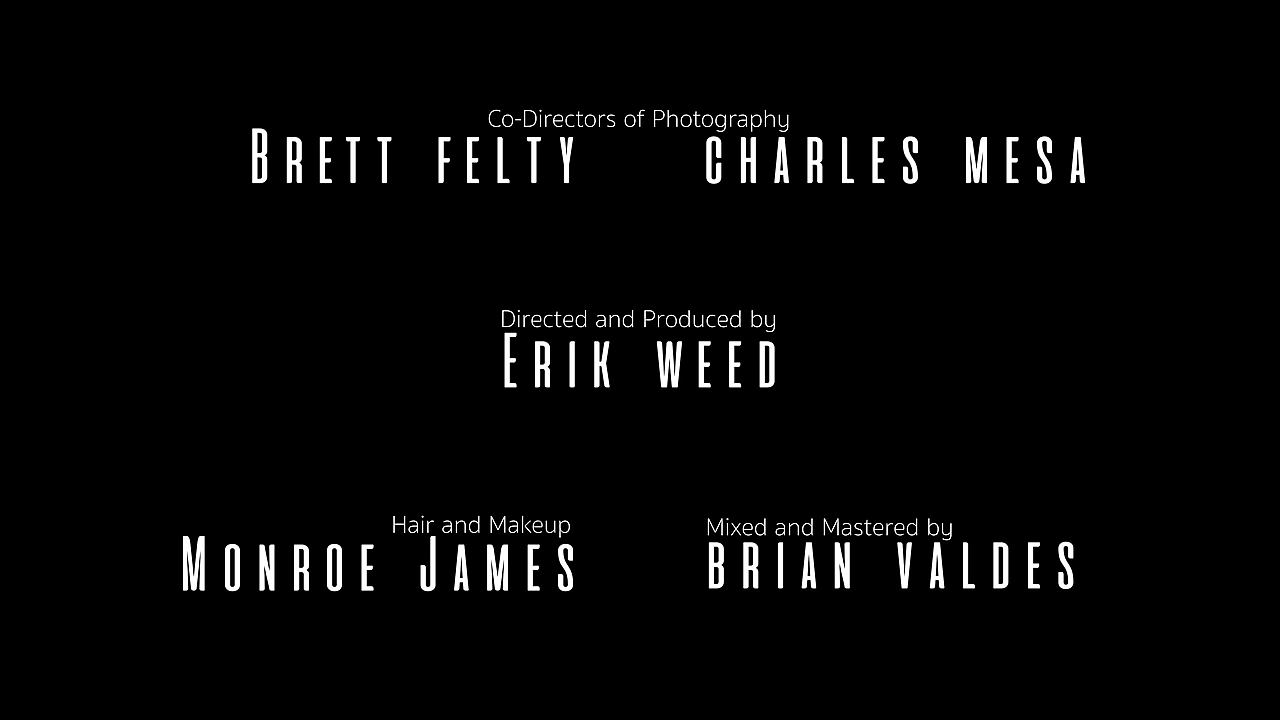 Co-Directors of Photography
BRETT FELTY CHARLES MESA
Directed and Produced by
ERIK WEED
Hair and Makeup Mixed and Mastered by
MONROE JAMES BRIAN VALDES